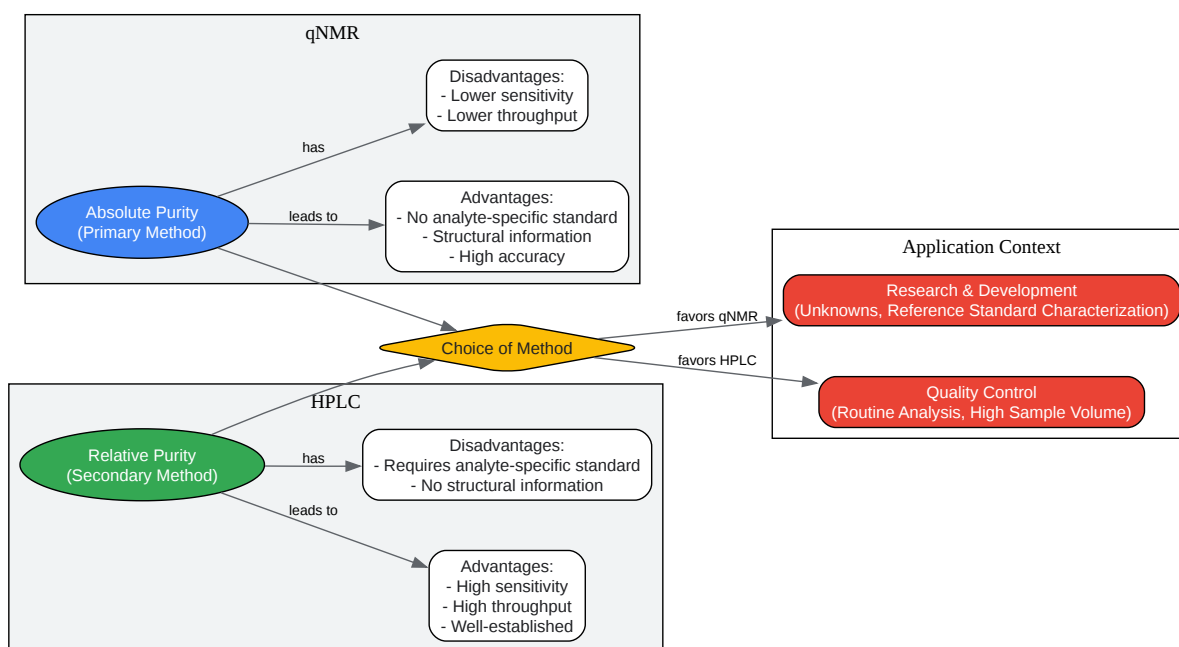 qNMR
Disadvantages:
- Lower sensitivity
- Lower throughput
has
Absolute Purity
(Primary Method)
leads to
Advantages:
- No analyte-specific standard
- Structural information
- High accuracy
Choice of Method
favors qNMR
favors HPLC
Application Context
Research & Development
(Unknowns, Reference Standard Characterization)
Quality Control
(Routine Analysis, High Sample Volume)
HPLC
Relative Purity
(Secondary Method)
has
Disadvantages:
- Requires analyte-specific standard
- No structural information
leads to
Advantages:
- High sensitivity
- High throughput
- Well-established